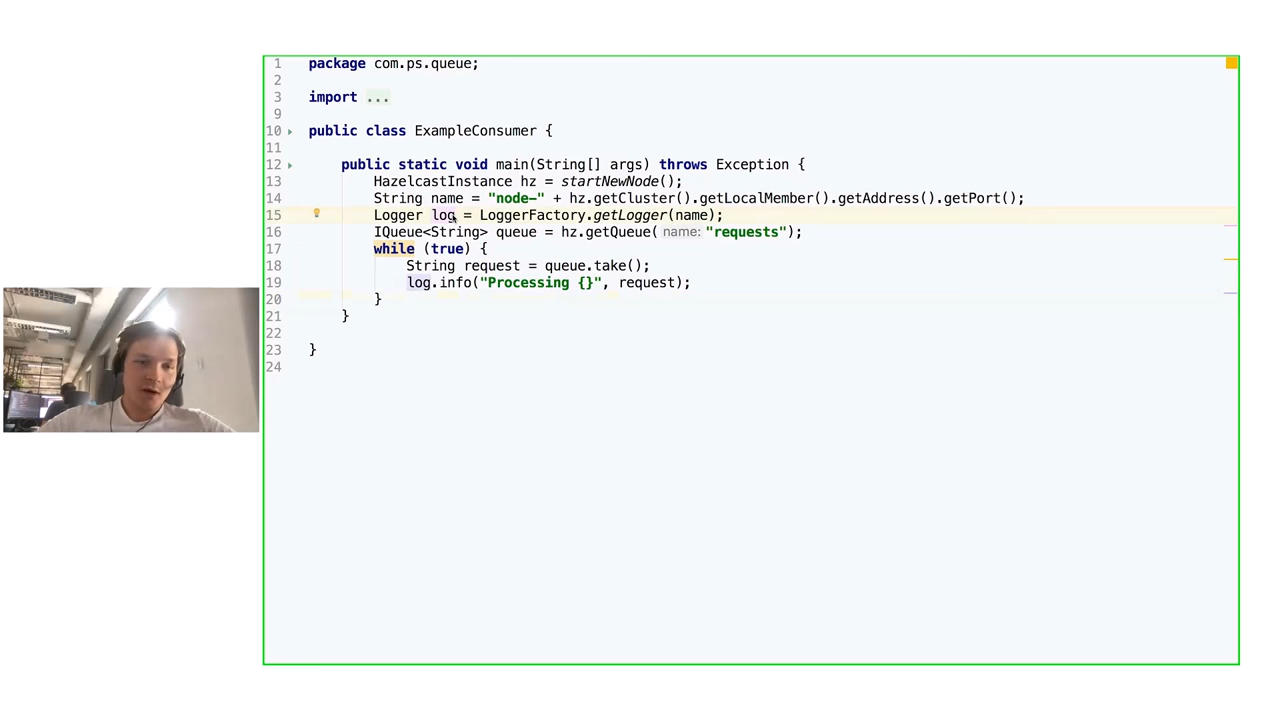 1 package com.ps.queue;
2
3 import ...
9
10 public class ExampleConsumer {
11
12 public static void main(String[] args) throws Exception {
13 HazelcastInstance hz = startNewNode();
14 String name = "node-" + hz.getCluster().getLocalMember().getAddress().getPort();
15 Logger log = LoggerFactory.getLogger(name);
16 IQueue<String> queue = hz.getQueue( name: "requests");
17 while (true) {
18 String request = queue.take();
19 log.info("Processing {}", request);
20 }
21 }
22
23 }
24